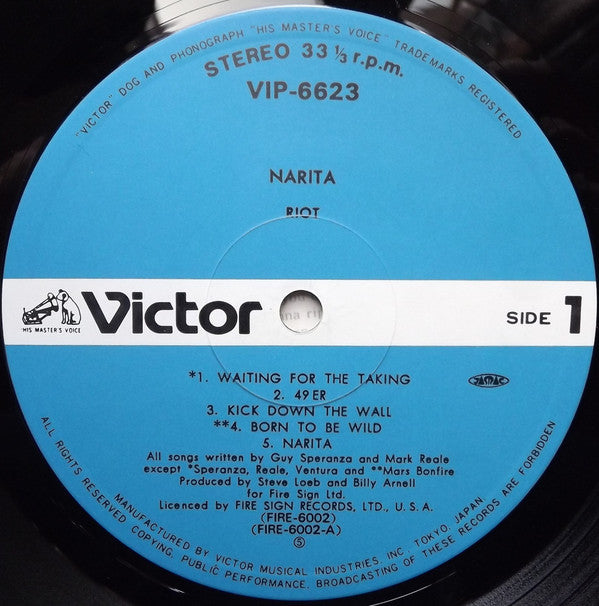 "VICTOR" DOG AND PHONOGRAPH "HIS MASTER'S VOICE" TRADEMARKS REGISTERED
STEREO 33 ⅓ r.p.m.
VIP-6623
NARITA
RIOT
"HIS MASTER'S VOICE"
Victor
SIDE 1
*1. WAITING FOR THE TAKING
JASRAC
2. 49 ER
3. KICK DOWN THE WALL
**4. BORN TO BE WILD
5. NARITA
All songs written by Guy Speranza and Mark Reale
except *Speranza, Reale, Ventura and **Mars Bonfire
Produced by Steve Loeb and Billy Arnell
for Fire Sign Ltd.
Licenced by FIRE SIGN RECORDS, LTD., U. S. A.
(FIRE-6002)
(FIRE-6002-A)
⑤
MANUFACTURED BY VICTOR MUSICAL INDUSTRIES, INC. TOKYO, JAPAN.
ALL RIGHTS RESERVED. COPYING, PUBLIC PERFORMANCE, BROADCASTING OF THESE RECORDS ARE FORBIDDEN